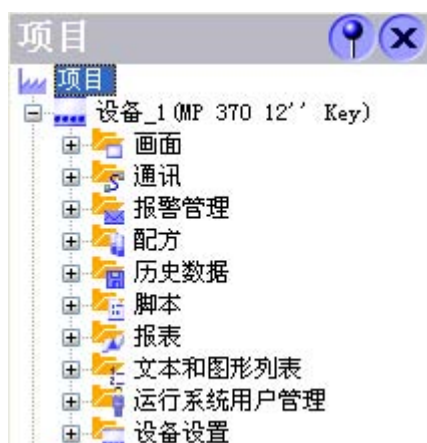 项目
项目
设备_1(MP 370 12'' Key)
画面
通讯
报警管理
配方
历史数据
脚本
报表
文本和图形列表
运行系统用户管理
设备设置